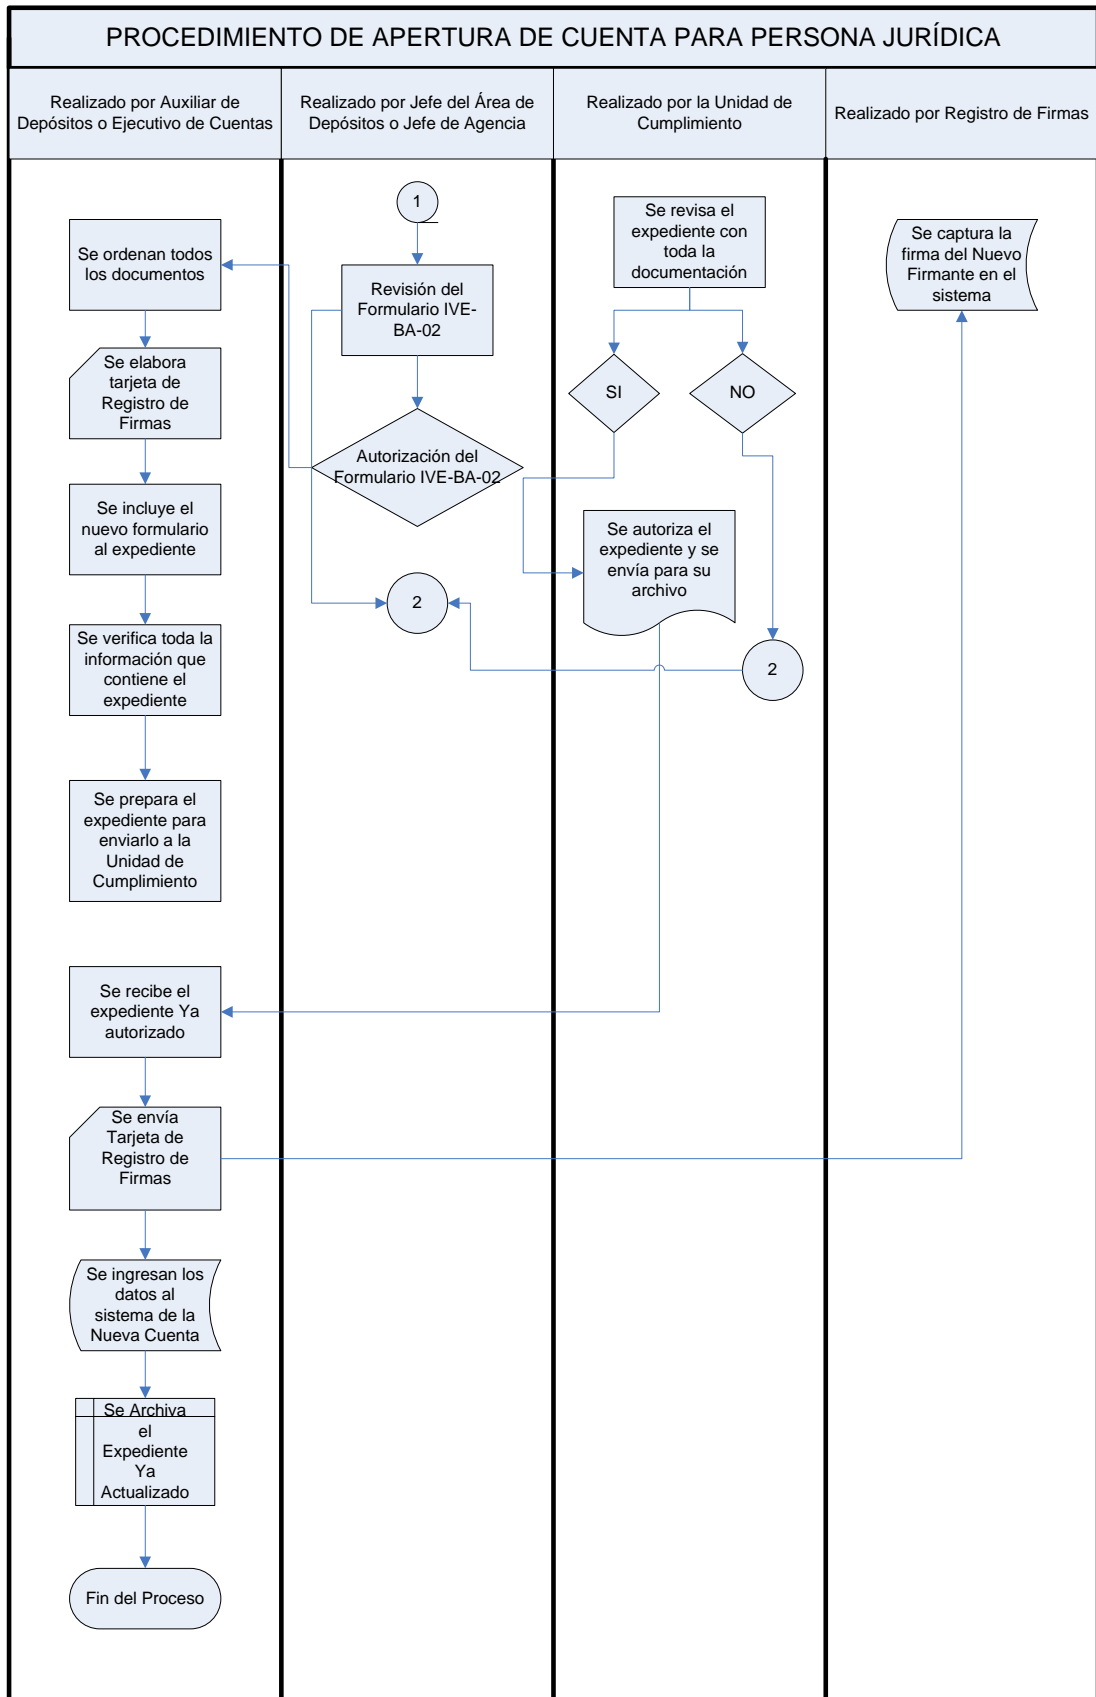 PROCEDIMIENTO DE APERTURA DE CUENTA PARA PERSONA JURÍDICA
Realizado por Auxiliar de
Depósitos o Ejecutivo de Cuentas
Realizado por Jefe del Área de
Depósitos o Jefe de Agencia
Realizado por la Unidad de
Cumplimiento
Realizado por Registro de Firmas
Se ordenan todos
los documentos
Se elabora
tarjeta de
Registro de
Firmas
Se incluye el
nuevo formulario
al expediente
Se verifica toda la
información que
contiene el
expediente
Se prepara el
expediente para
enviarlo a la
Unidad de
Cumplimiento
Se recibe el
expediente Ya
autorizado
Se envía
Tarjeta de
Registro de
Firmas
Se ingresan los
datos al
sistema de la
Nueva Cuenta
Se Archiva
el
Expediente
Ya
Actualizado
Fin del Proceso
1
Revisión del
Formulario IVE-
BA-02
Autorización del
Formulario IVE-BA-02
2
Se revisa el
expediente con
toda la
documentación
SI
NO
Se autoriza el
expediente y se
envía para su
archivo
2
Se captura la
firma del Nuevo
Firmante en el
sistema